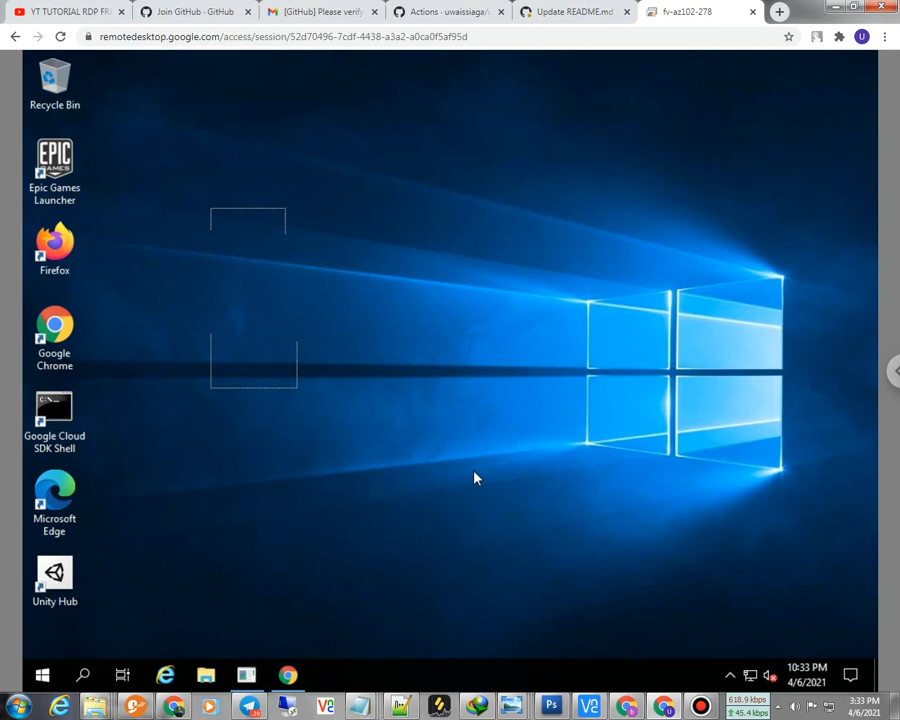 YT TUTORIAL RDP FR
Join GitHub · GitHub
[GitHub] Please verify
Actions · uwaissiaga/
Update README.md
fv-az102-278
remotedesktop.google.com/access/session/52d70496-7cdf-4438-a3a2-a0ca0f5af95d
U
Recycle Bin
EPIC
GAMES
Epic Games
Launcher
Firefox
Google
Chrome
C:\_
Google Cloud
SDK Shell
Microsoft
Edge
Unity Hub
10:33 PM
4/6/2021
Ps
618.9 kbps
45.4 kbps
3:33 PM
4/6/2021